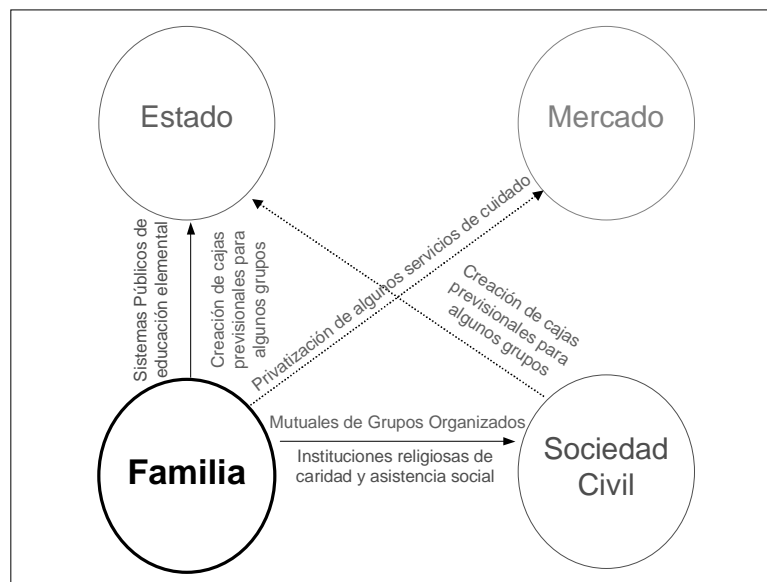 Estado
Mercado
Sistemas Públicos de
educación elemental
Creación de cajas
previsionales para
algunos grupos
Privatización de algunos servicios de cuidado
Creación de cajas
previsionales para
algunos grupos
Familia
Mutuales de Grupos Organizados
Instituciones religiosas de
caridad y asistencia social
Sociedad
Civil